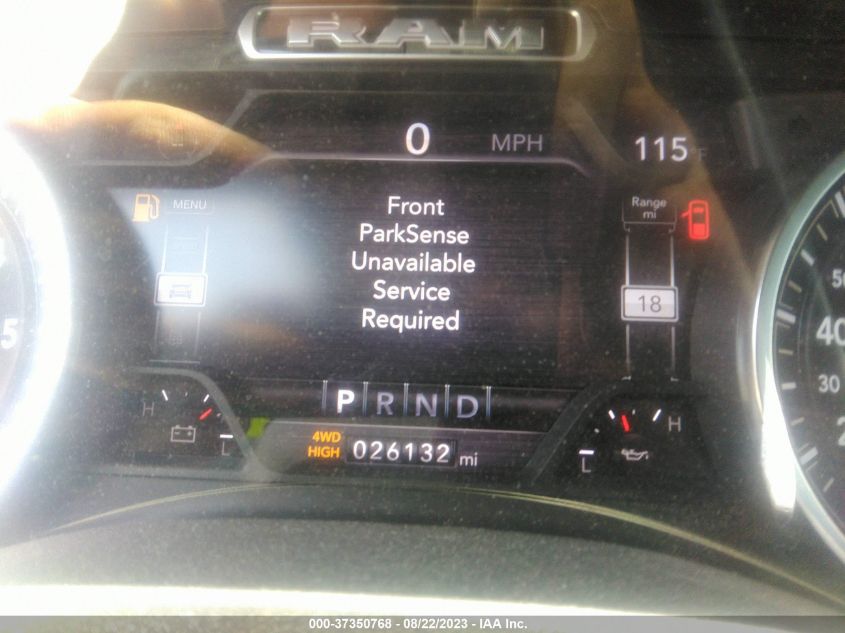 RAM
0 MPH 115°F
MENU
Front
ParkSense
Unavailable
Service
Required
Range
mi
18
P R N D
H
L
4WD
HIGH
026132 mi
H
L
5
40
30
000-37350768 - 08/22/2023 - IAA Inc.